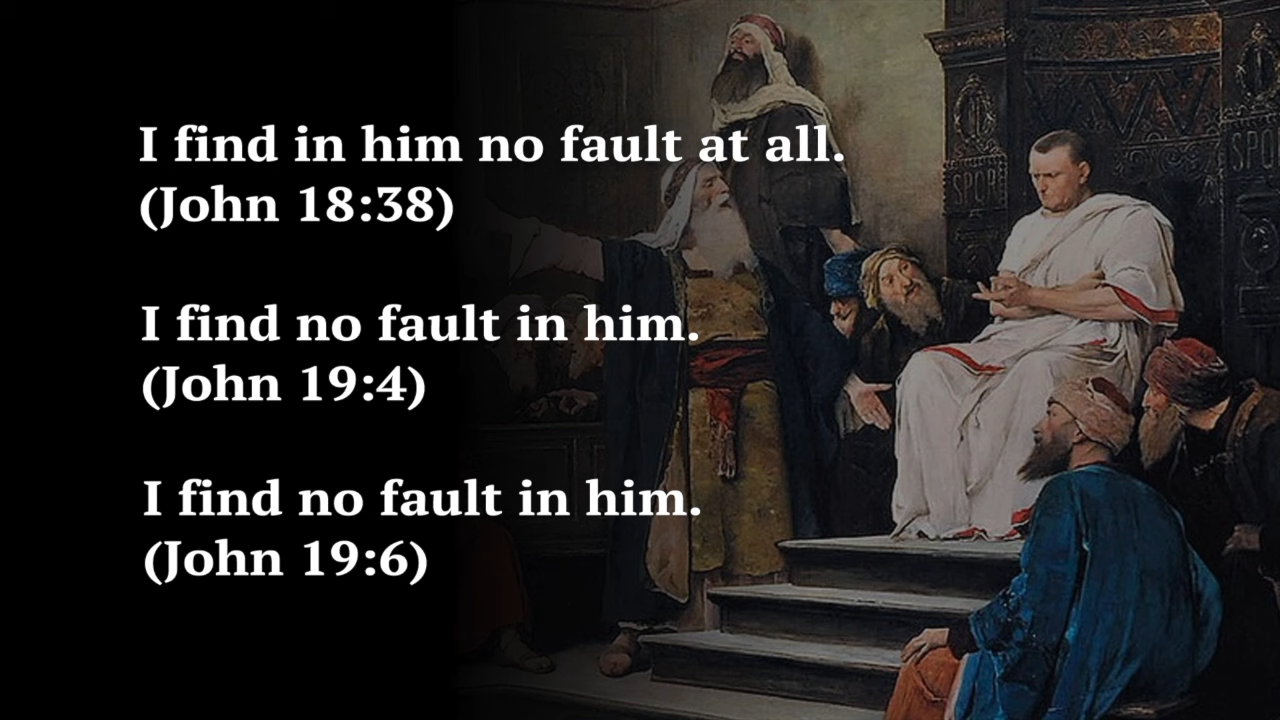 I find in him no fault at all.
(John 18:38)
I find no fault in him.
(John 19:4)
I find no fault in him.
(John 19:6)
SPQR
SPQ